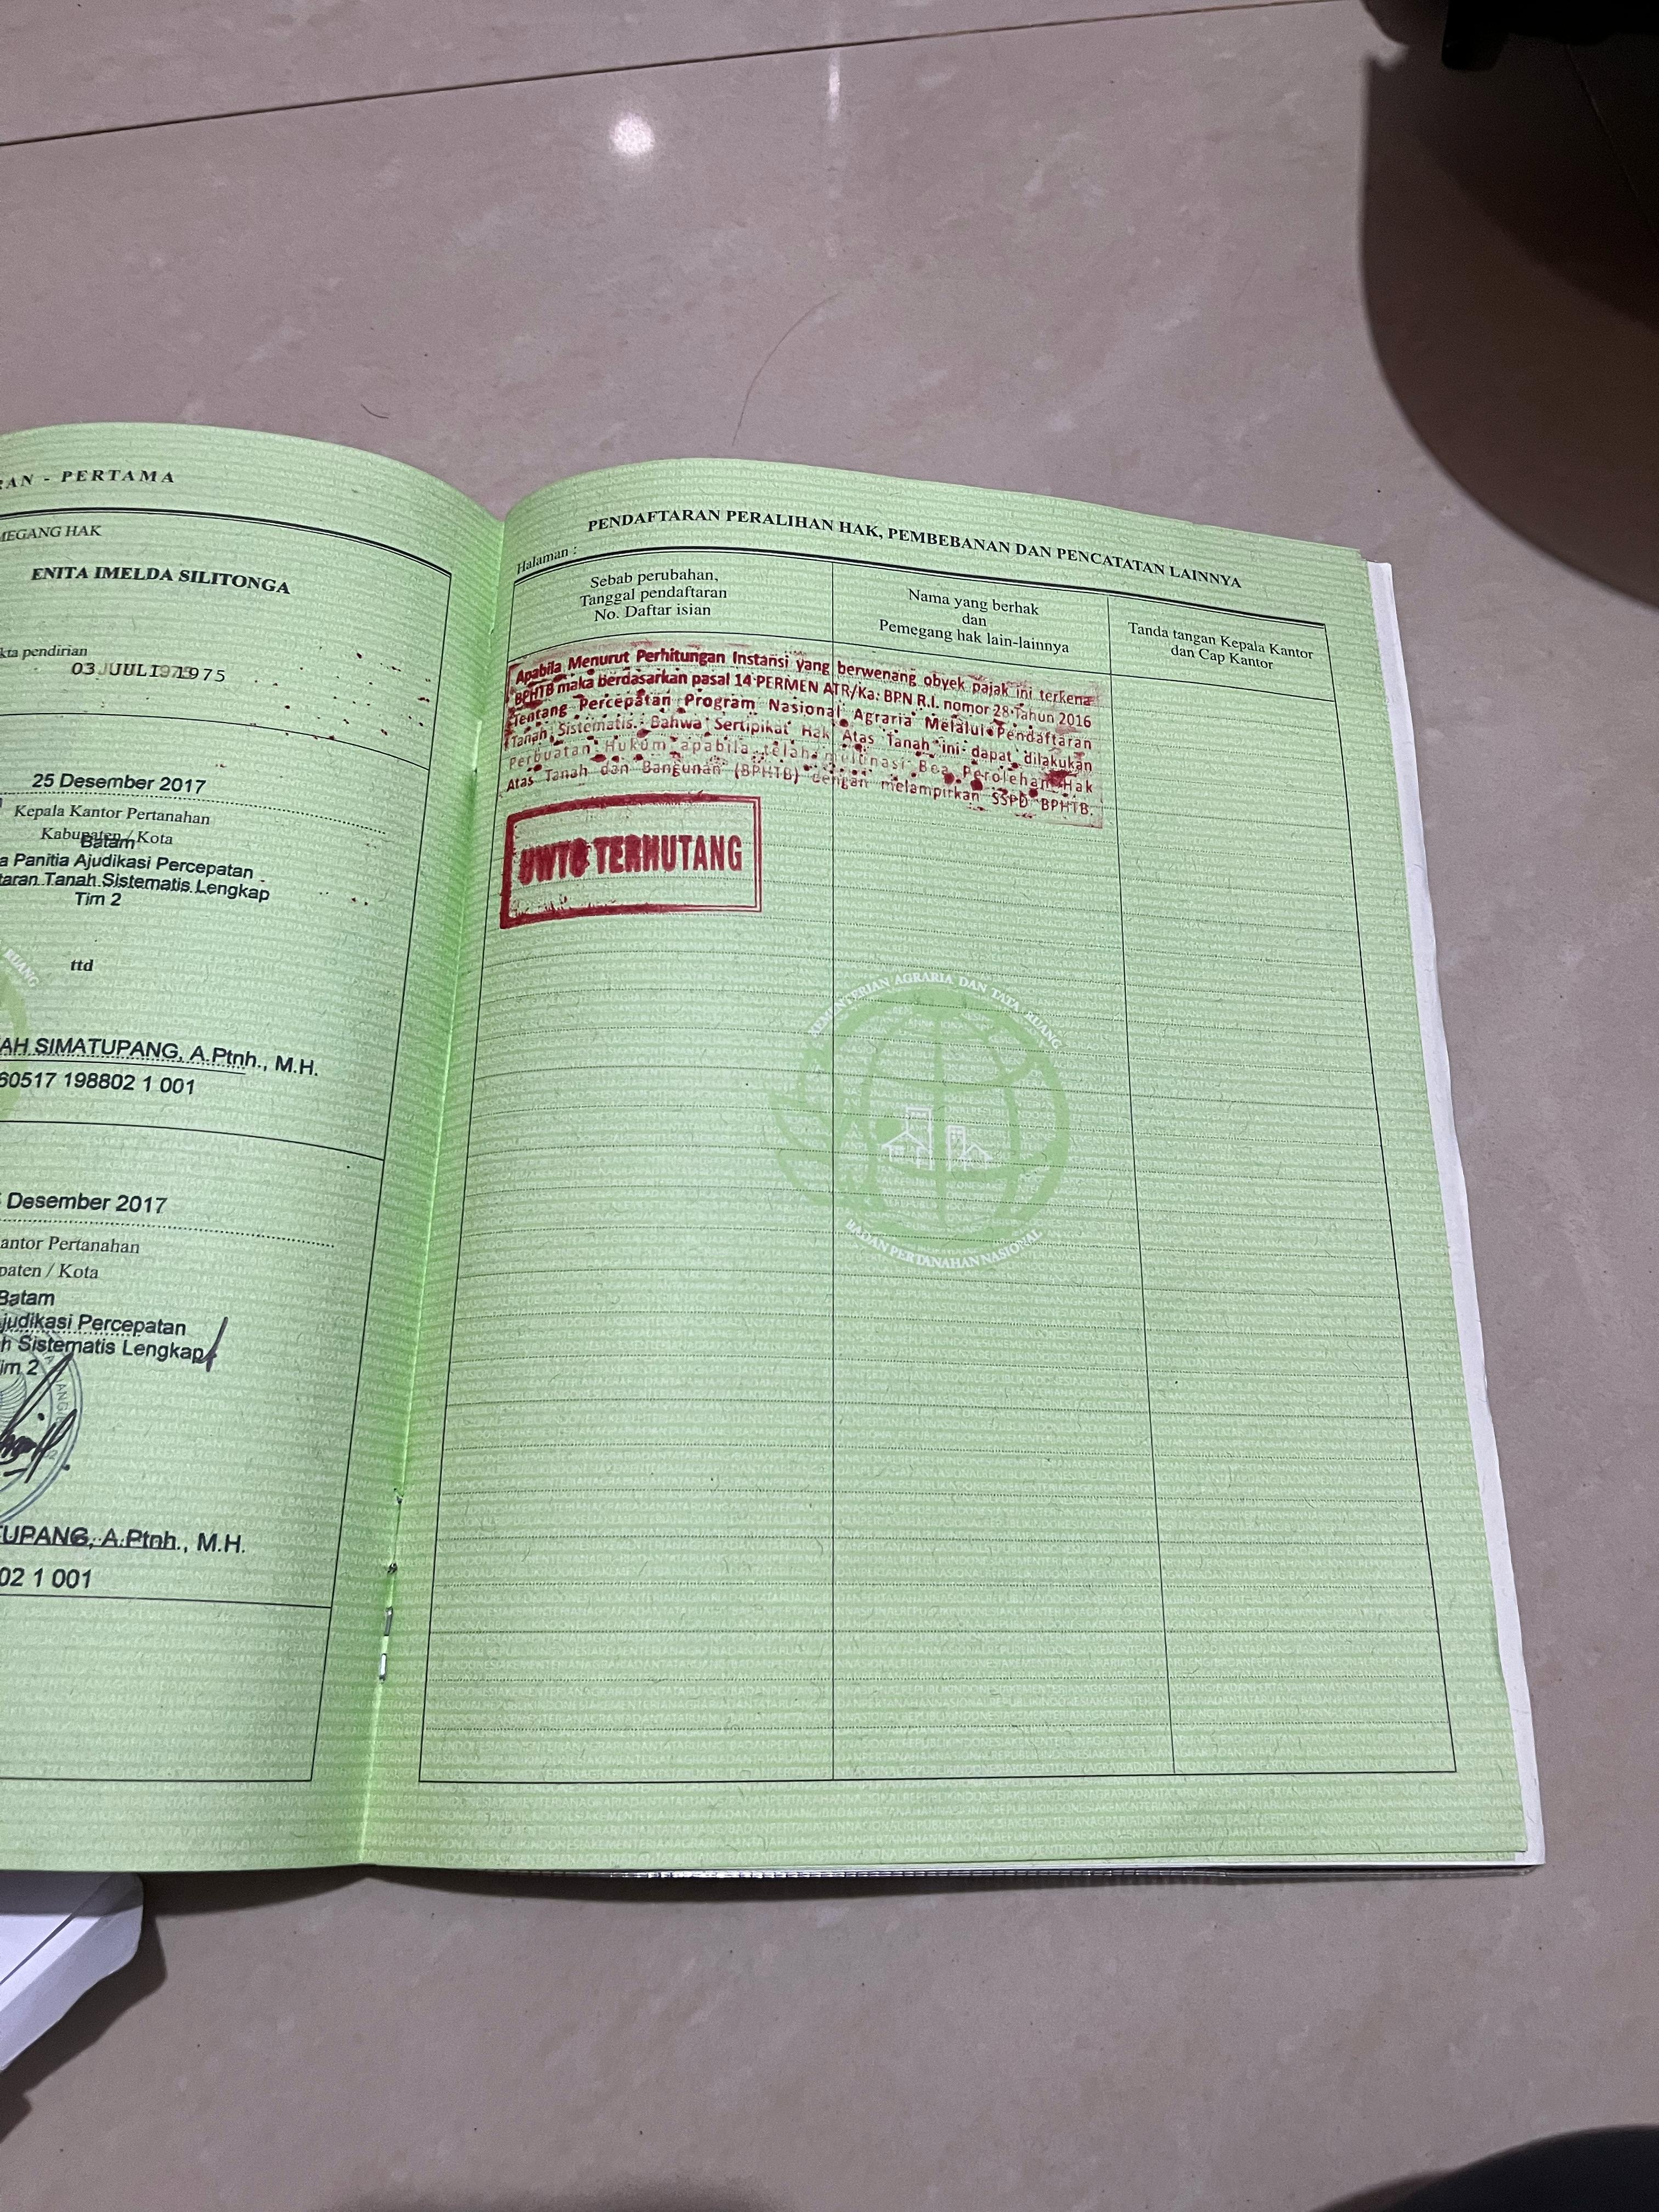 RAN - PERTAMA
MEGANG HAK
ENITA IMELDA SILITONGA
kta pendirian
03 JULI 1975
25 Desember 2017
Kepala Kantor Pertanahan
Kabupaten / Kota
Batam
a Panitia Ajudikasi Percepatan
taran Tanah Sistematis Lengkap
Tim 2
ttd
AH SIMATUPANG, A.Ptnh., M.H.
60517 198802 1 001
Desember 2017
antor Pertanahan
paten / Kota
Batam
judikasi Percepatan
h Sistematis Lengkap
im 2
TUPANG, A.Ptnh., M.H.
02 1 001
PENDAFTARAN PERALIHAN HAK, PEMBEBANAN DAN PENCATATAN LAINNYA
Halaman :
Sebab perubahan,
Tanggal pendaftaran
No. Daftar isian
Nama yang berhak
dan
Pemegang hak lain-lainnya
Tanda tangan Kepala Kantor
dan Cap Kantor
Apabila Menurut Perhitungan Instansi yang berwenang obyek pajak ini terkena
BPHTB maka berdasarkan pasal 14 PERMEN ATR/Ka. BPN R.I. nomor 28 Tahun 2016
Tentang Percepatan Program Nasional Agraria Melalui Pendaftaran
Tanah Sistematis. Bahwa Sertipikat Hak Atas Tanah ini dapat dilakukan
Perbuatan Hukum apabila telah melunasi Bea Perolehan Hak
Atas Tanah dan Bangunan (BPHTB) dengan melampirkan SSPD BPHTB.
UWTO TERHUTANG
KEMENTERIAN AGRARIA DAN TATA RUANG
BADAN PERTANAHAN NASIONAL
RUANG